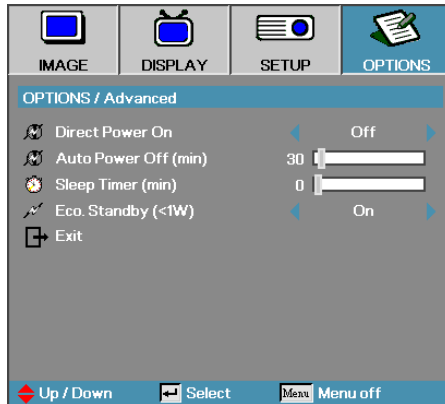 IMAGE DISPLAY SETUP OPTIONS
OPTIONS / Advanced
Direct Power On Off
Auto Power Off (min) 30
Sleep Timer (min) 0
Eco. Standby (<1W) On
Exit
Up / Down Select Menu Menu off